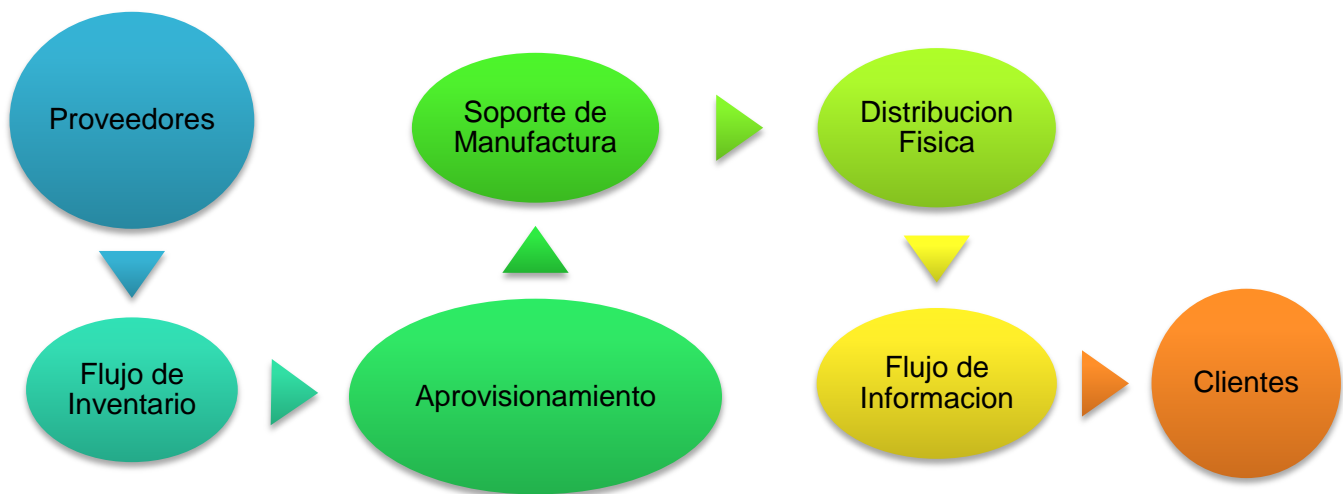 Proveedores
Flujo de
Inventario
Aprovisionamiento
Soporte de
Manufactura
Distribucion
Fisica
Flujo de
Informacion
Clientes